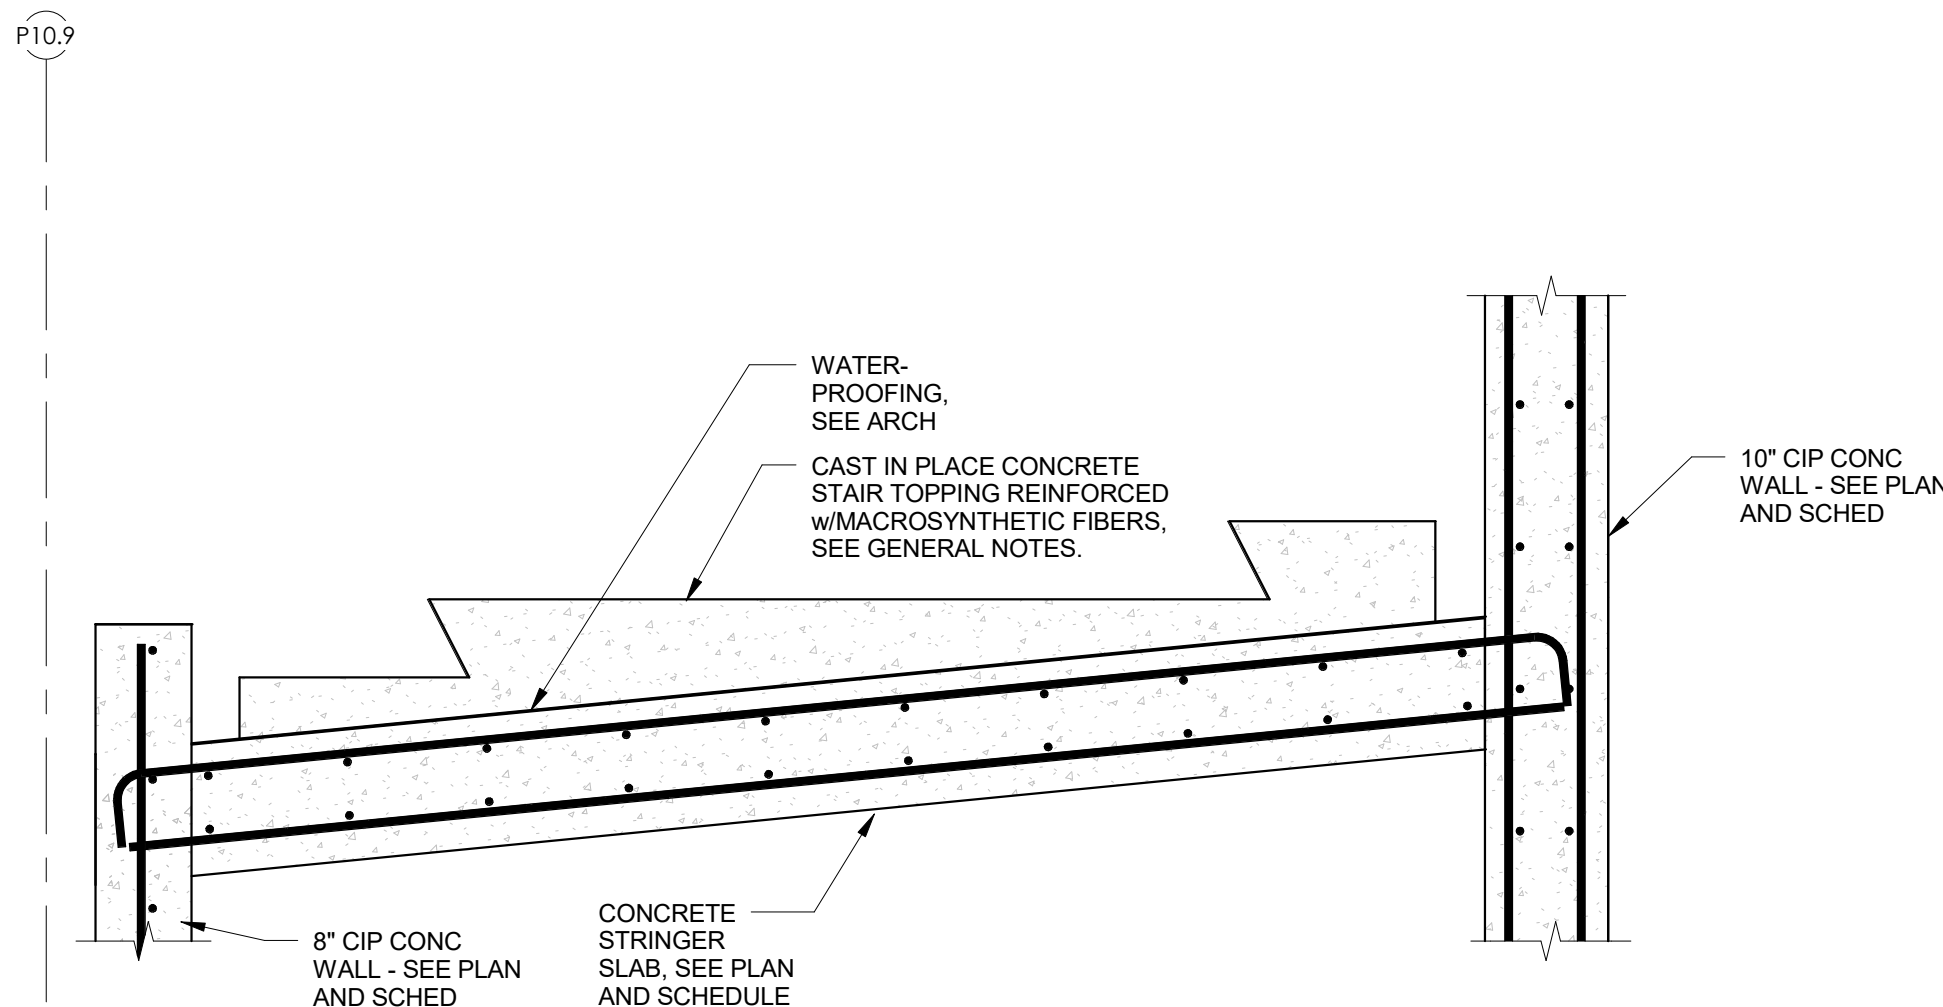 P10.9
WATER-
PROOFING,
SEE ARCH
CAST IN PLACE CONCRETE
STAIR TOPPING REINFORCED
w/MACROSYNTHETIC FIBERS,
SEE GENERAL NOTES.
10" CIP CONC
WALL - SEE PLAN
AND SCHED
8" CIP CONC
WALL - SEE PLAN
AND SCHED
CONCRETE
STRINGER
SLAB, SEE PLAN
AND SCHEDULE